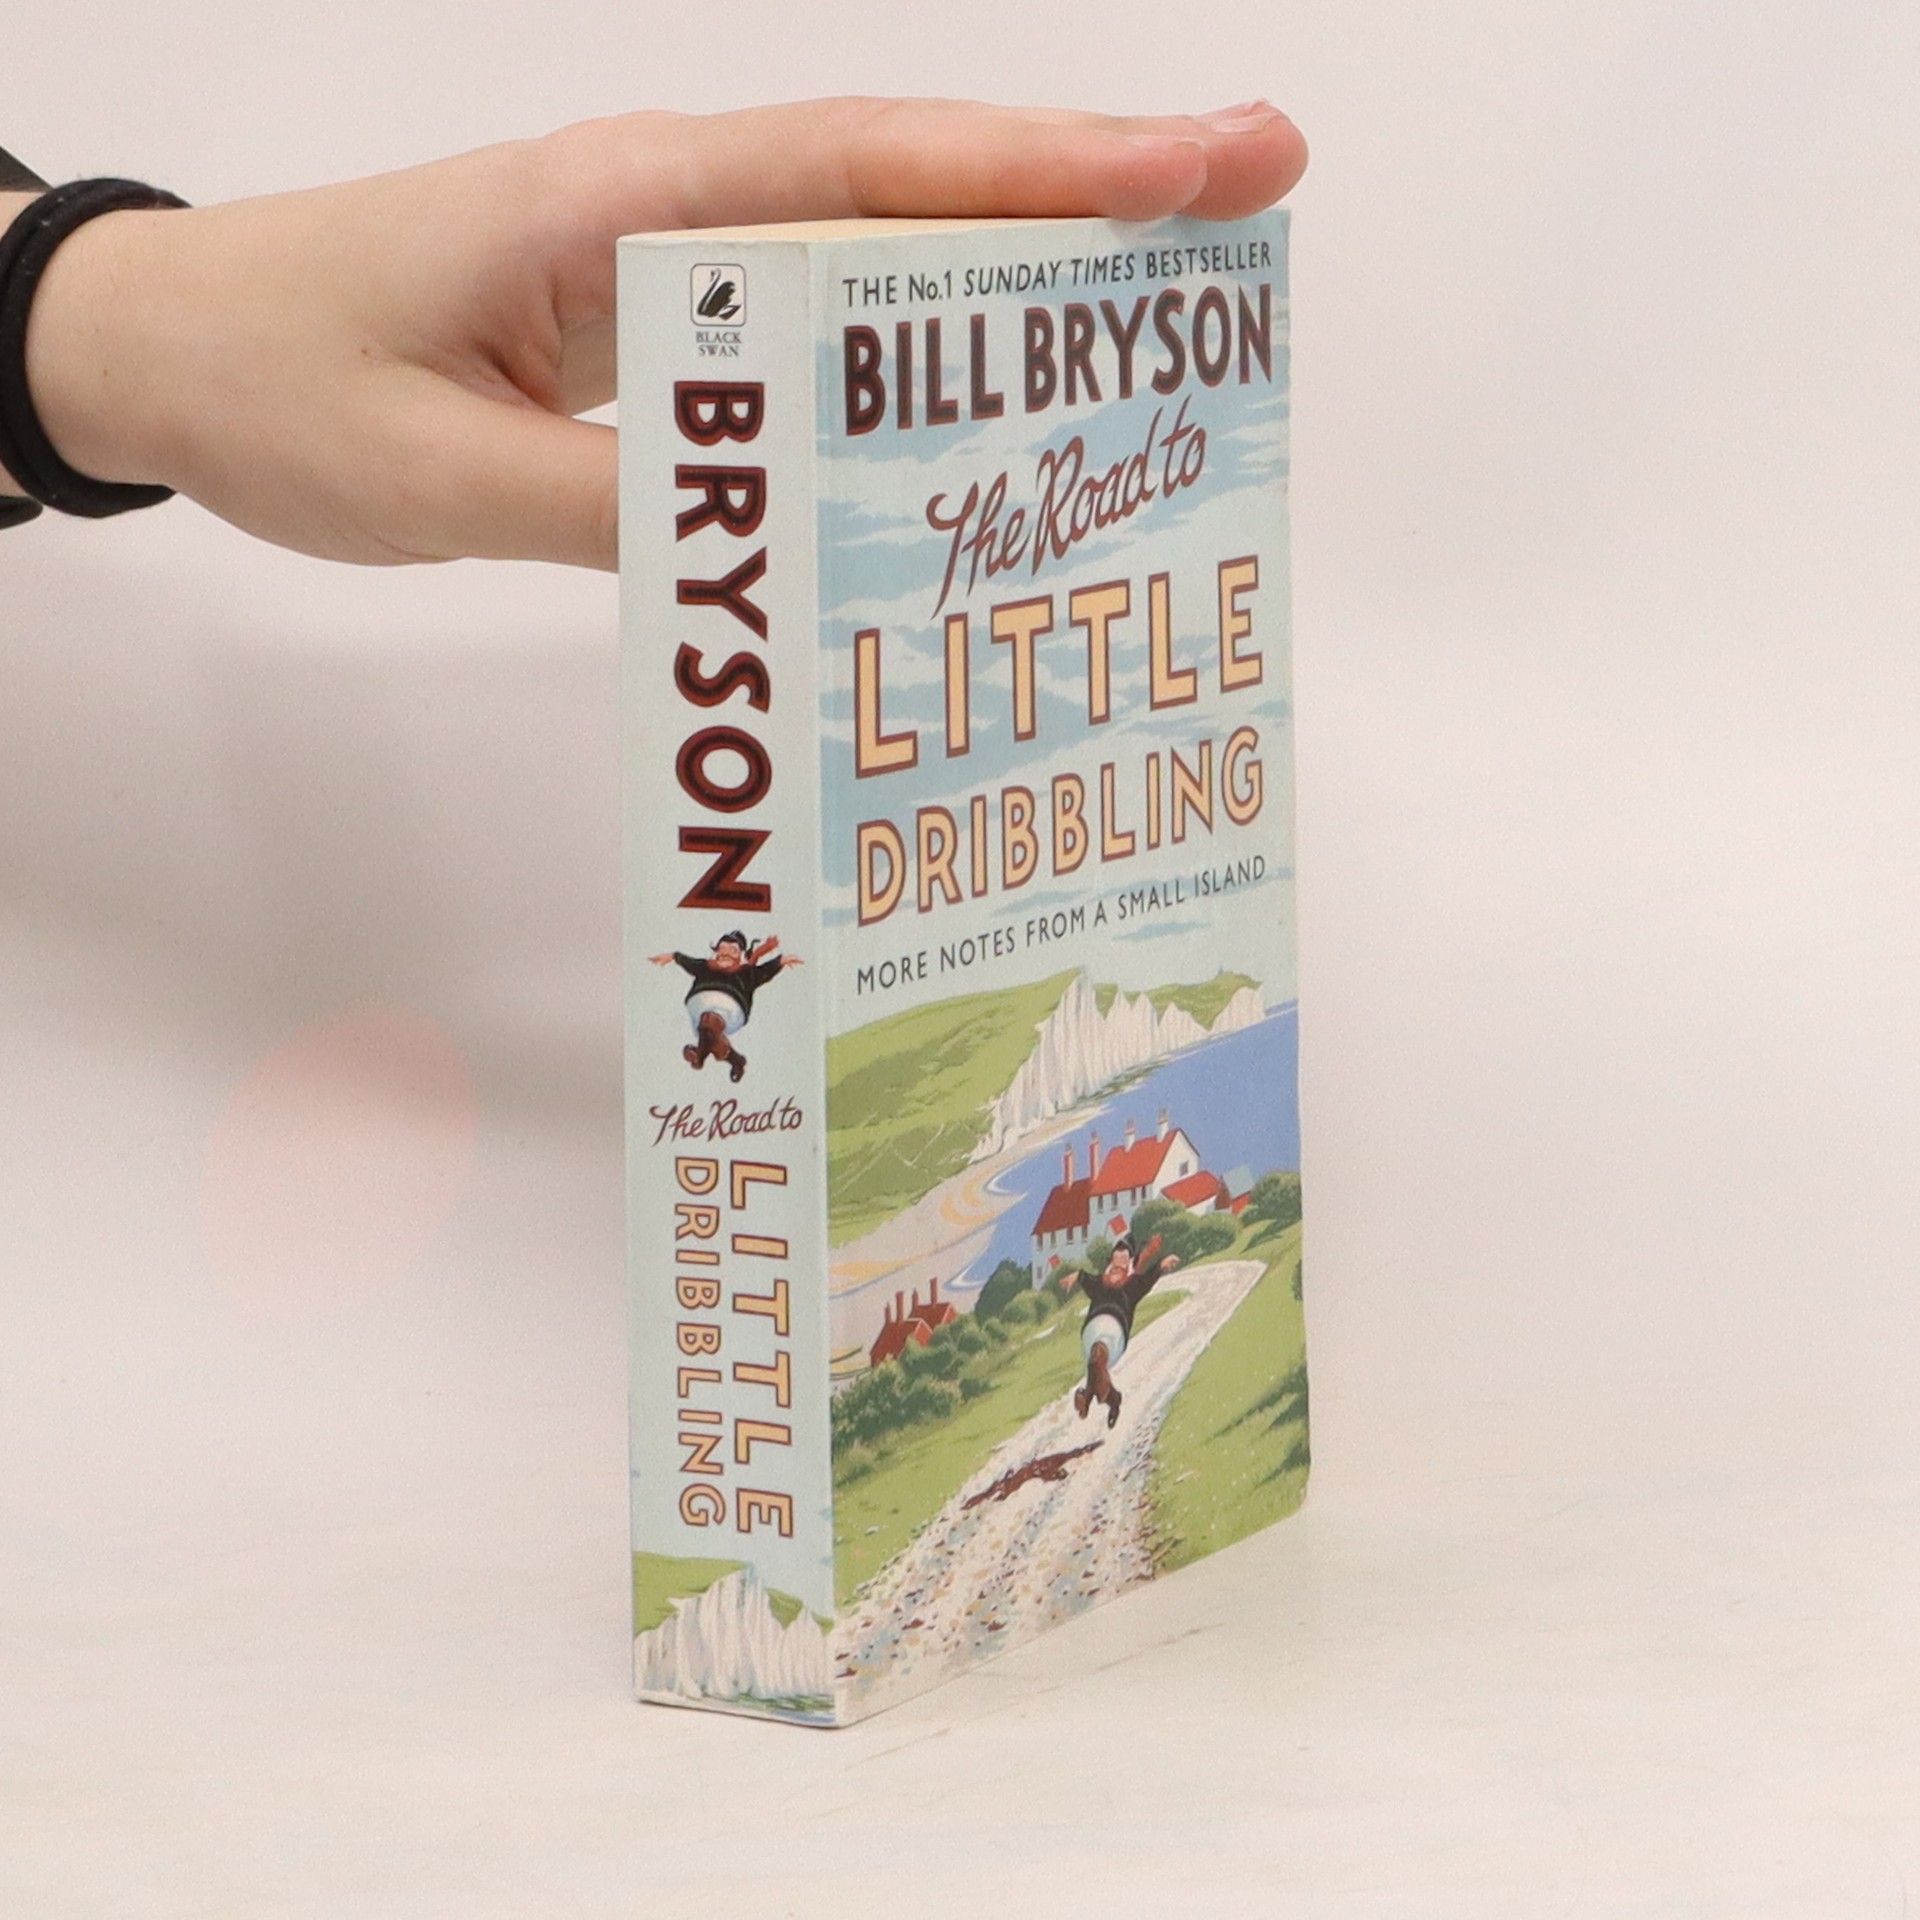 BLACK
SWAN
BRYSON
The Road to
LITTLE
DRIBBLING
THE No.1 SUNDAY TIMES BESTSELLER
BILL BRYSON
The Road to
LITTLE
DRIBBLING
MORE NOTES FROM A SMALL ISLAND